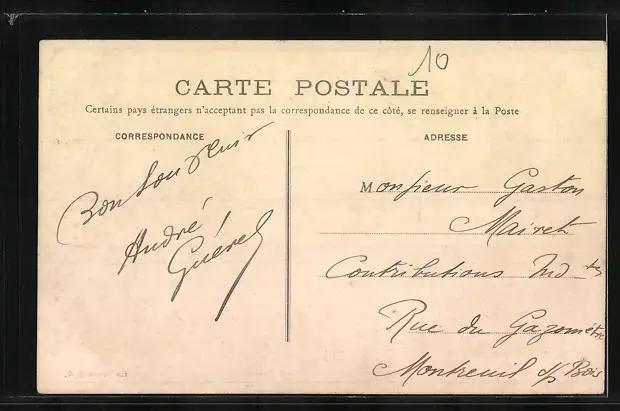 10
CARTE POSTALE
Certains pays étrangers n'acceptant pas la correspondance de ce côté, se renseigner à la Poste
CORRESPONDANCE
Bon
André
Guérel
ADRESSE
Monsieur Gaston
Mairet
Contributions Ind-tes
Rue du Gazomètre
Montreuil s/s Bois